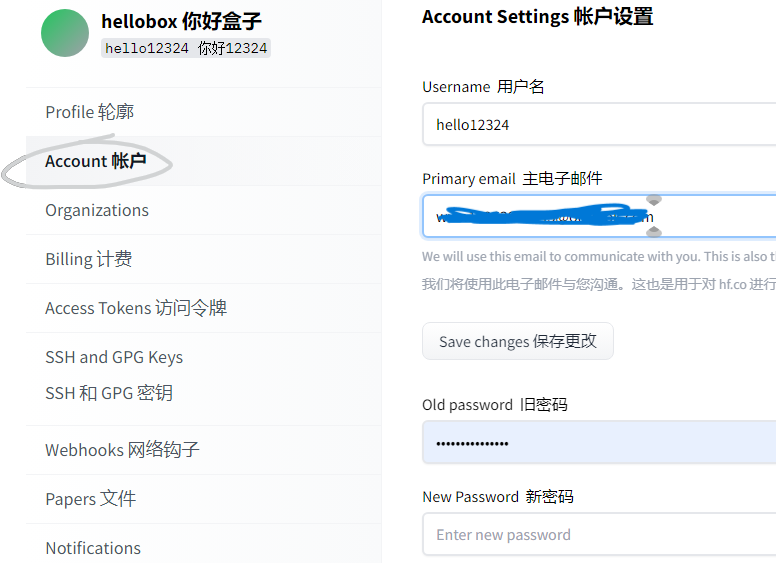 hellobox 你好盒子
hello12324 你好12324
Profile 轮廓
Account 帐户
Organizations
Billing 计费
Access Tokens 访问令牌
SSH and GPG Keys
SSH 和 GPG 密钥
Webhooks 网络钩子
Papers 文件
Notifications
Account Settings 帐户设置
Username 用户名
hello12324
Primary email 主电子邮件
We will use this email to communicate with you. This is also
我们将使用此电子邮件与您沟通。这也是用于对 hf.co 进行
Save changes 保存更改
Old password 旧密码
•••••••••••••••
New Password 新密码
Enter new password